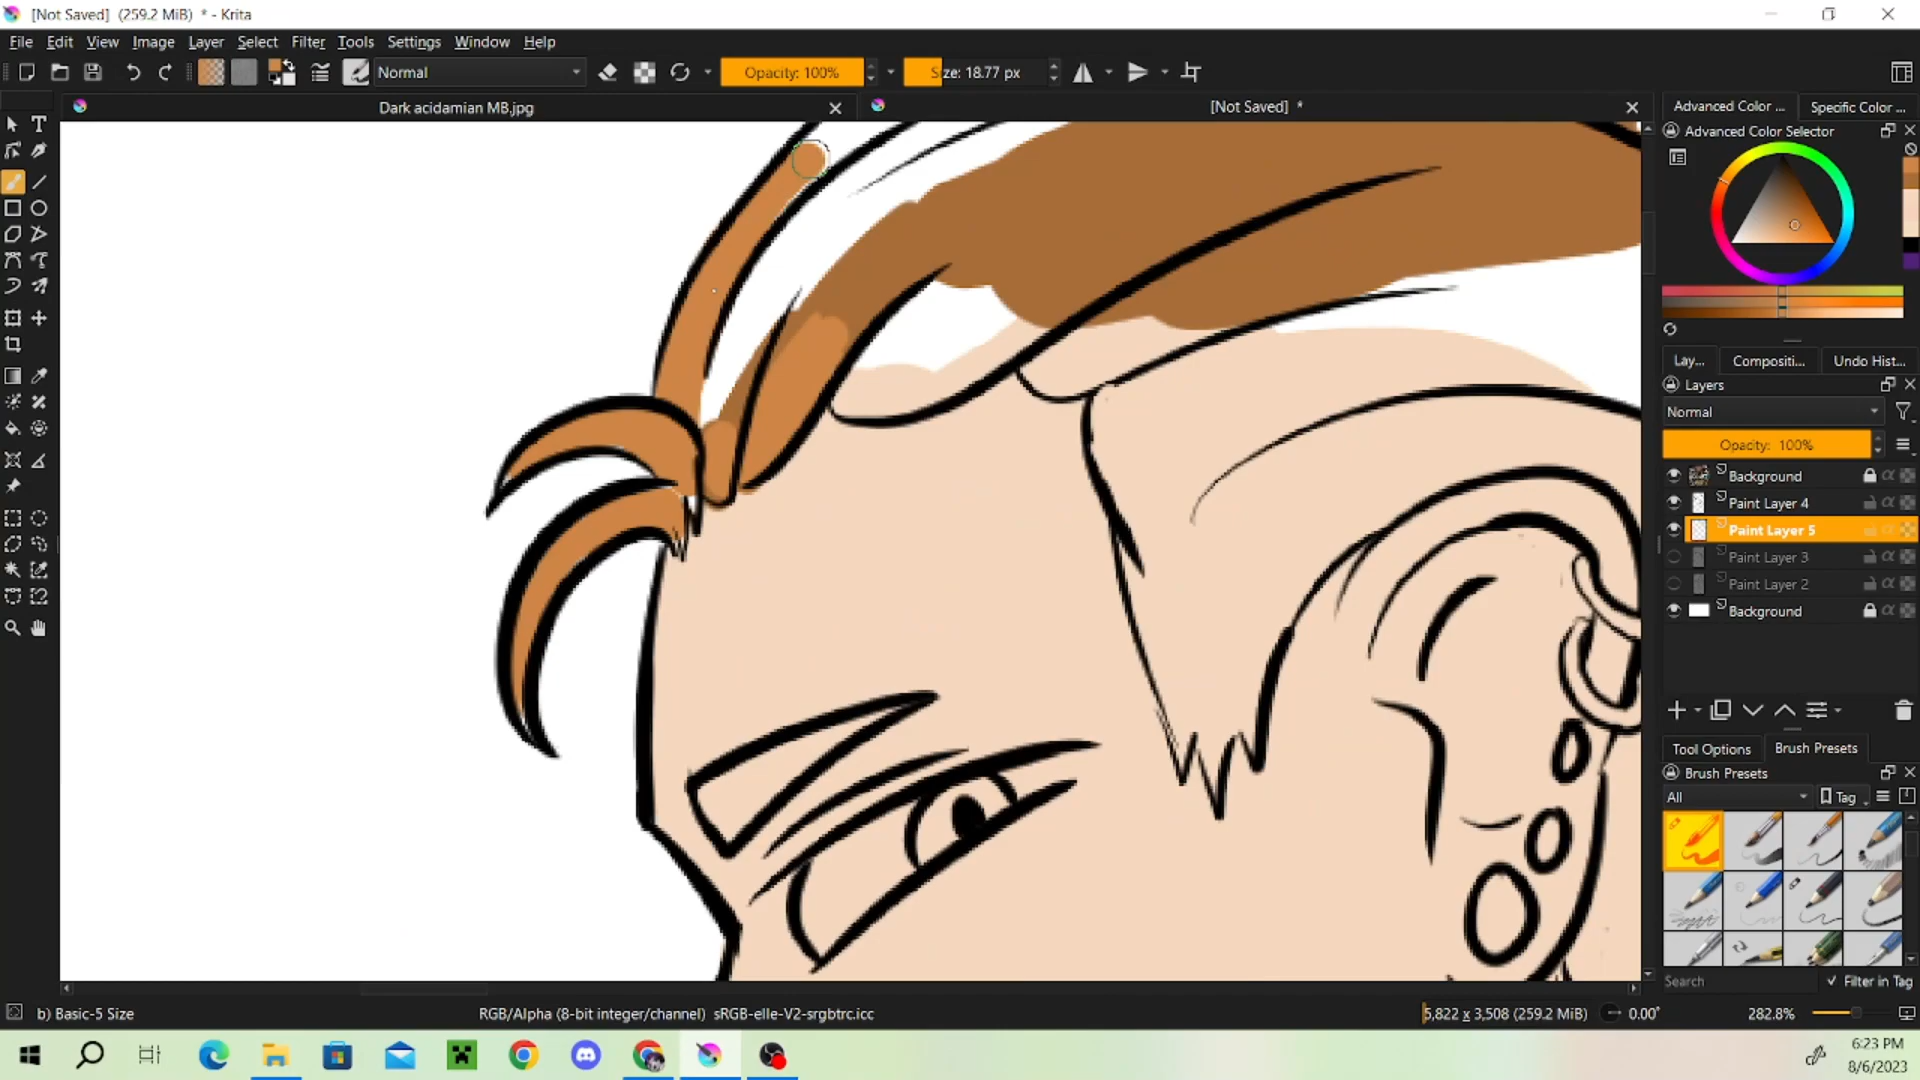 [Not Saved]  (259.2 MiB)  * - Krita
File Edit View Image Layer Select Filter Tools Settings Window Help
Normal
Opacity: 100%
Size: 18.77 px
Dark acidamian MB.jpg
[Not Saved]  *
Advanced Color ...
Specific Color ...
Advanced Color Selector
Lay...
Compositi...
Undo Hist...
Layers
Normal
Opacity:  100%
Background
Paint Layer 4
Paint Layer 5
Paint Layer 3
Paint Layer 2
Background
Tool Options
Brush Presets
Brush Presets
All
Tag
Search
Filter in Tag
b) Basic-5 Size
RGB/Alpha (8-bit integer/channel)  sRGB-elle-V2-srgbtrc.icc
5,822 x 3,508 (259.2 MiB)
0.00°
282.8%
6:23 PM
8/6/2023